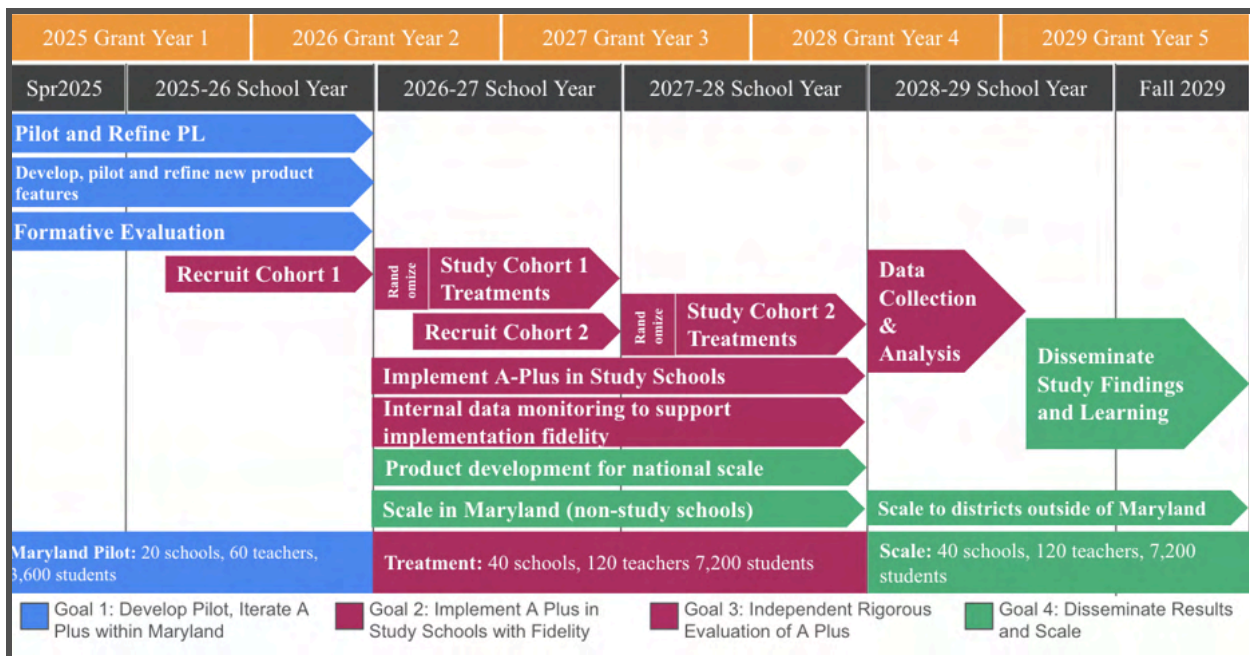 2025 Grant Year 1
2026 Grant Year 2
2027 Grant Year 3
2028 Grant Year 4
2029 Grant Year 5
Spr2025
2025-26 School Year
2026-27 School Year
2027-28 School Year
2028-29 School Year
Fall 2029
Pilot and Refine PL
Develop, pilot and refine new product
features
Formative Evaluation
Recruit Cohort 1
Rand
omize
Study Cohort 1
Treatments
Recruit Cohort 2
Rand
omize
Study Cohort 2
Treatments
Data
Collection
&
Analysis
Disseminate
Study Findings
and Learning
Implement A-Plus in Study Schools
Internal data monitoring to support
implementation fidelity
Product development for national scale
Scale in Maryland (non-study schools)
Scale to districts outside of Maryland
Maryland Pilot: 20 schools, 60 teachers,
3,600 students
Treatment: 40 schools, 120 teachers 7,200 students
Scale: 40 schools, 120 teachers, 7,200
students
Goal 1: Develop Pilot, Iterate A
Plus within Maryland
Goal 2: Implement A Plus in
Study Schools with Fidelity
Goal 3: Independent Rigorous
Evaluation of A Plus
Goal 4: Disseminate Results
and Scale